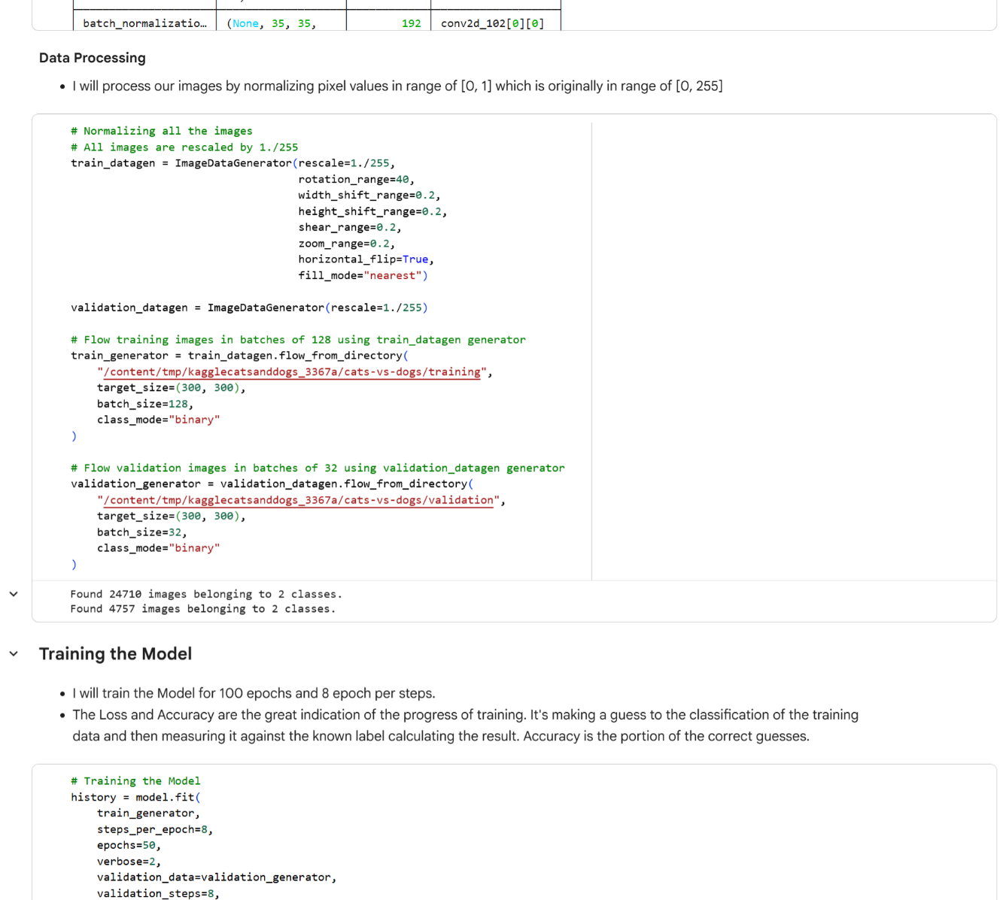 batch_normalizatio… (None, 35, 35, 192 conv2d_102[0][0]
Data Processing
• I will process our images by normalizing pixel values in range of [0, 1] which is originally in range of [0, 255]
# Normalizing all the images
# All images are rescaled by 1./255
train_datagen = ImageDataGenerator(rescale=1./255,
rotation_range=40,
width_shift_range=0.2,
height_shift_range=0.2,
shear_range=0.2,
zoom_range=0.2,
horizontal_flip=True,
fill_mode="nearest")
validation_datagen = ImageDataGenerator(rescale=1./255)
# Flow training images in batches of 128 using train_datagen generator
train_generator = train_datagen.flow_from_directory(
"/content/tmp/kagglecatsanddogs_3367a/cats-vs-dogs/training",
target_size=(300, 300),
batch_size=128,
class_mode="binary"
)
# Flow validation images in batches of 32 using validation_datagen generator
validation_generator = validation_datagen.flow_from_directory(
"/content/tmp/kagglecatsanddogs_3367a/cats-vs-dogs/validation",
target_size=(300, 300),
batch_size=32,
class_mode="binary"
)
Found 24710 images belonging to 2 classes.
Found 4757 images belonging to 2 classes.
Training the Model
• I will train the Model for 100 epochs and 8 epoch per steps.
• The Loss and Accuracy are the great indication of the progress of training. It's making a guess to the classification of the training
data and then measuring it against the known label calculating the result. Accuracy is the portion of the correct guesses.
# Training the Model
history = model.fit(
train_generator,
steps_per_epoch=8,
epochs=50,
verbose=2,
validation_data=validation_generator,
validation_steps=8,